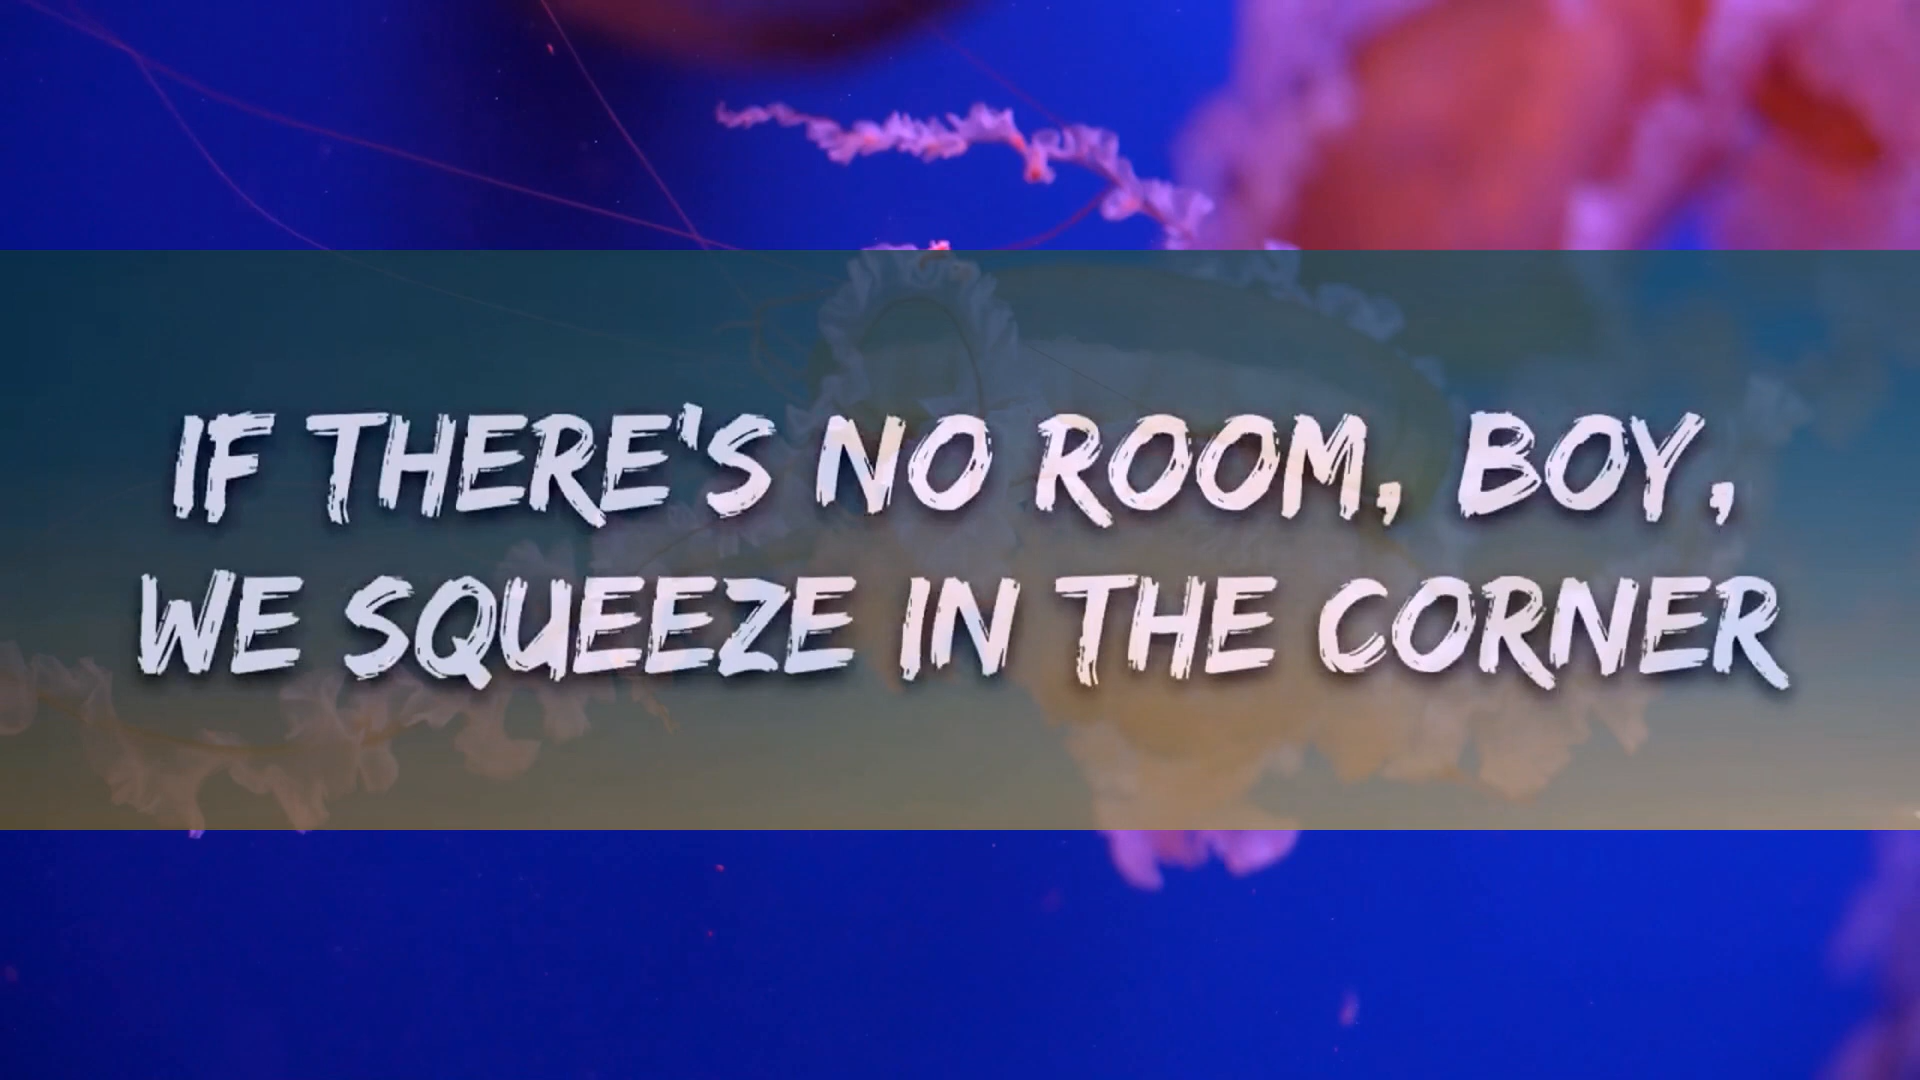 IF THERE'S NO ROOM, BOY,
WE SQUEEZE IN THE CORNER